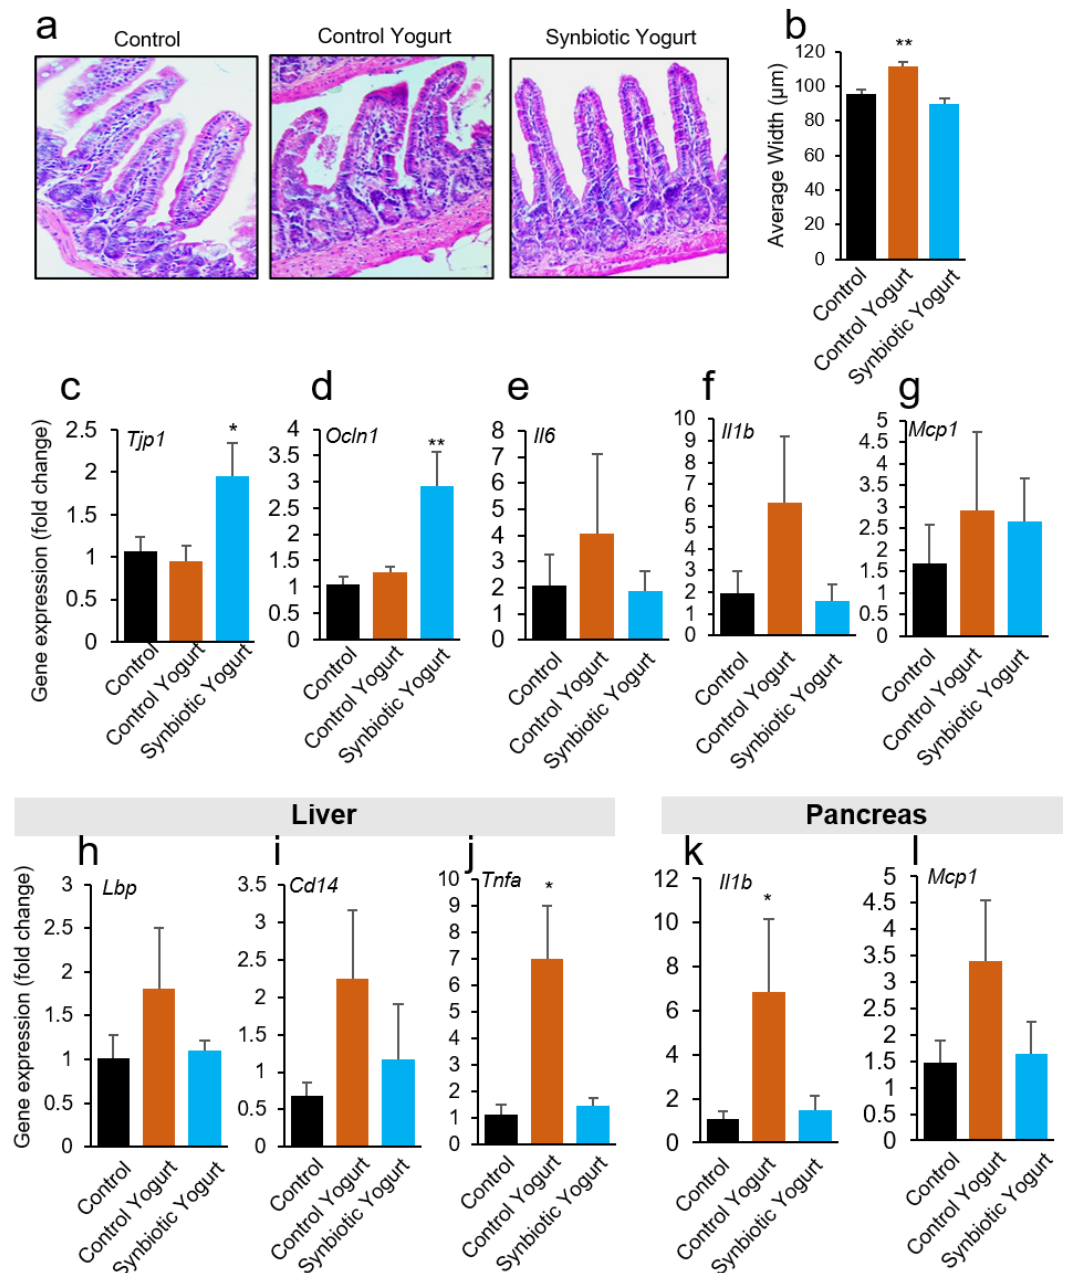 a
Control
Control Yogurt
Synbiotic Yogurt
b
Average Width (µm)
120
100
80
60
40
20
0
**
Control
Control Yogurt
Synbiotic Yogurt
c
Gene expression (fold change)
Tjp1
2.5
2
1.5
1
0.5
0
*
Control
Control Yogurt
Synbiotic Yogurt
d
Ocln1
4
3.5
3
2.5
2
1.5
1
0.5
0
**
Control
Control Yogurt
Synbiotic Yogurt
e
Il6
8
7
6
5
4
3
2
1
0
Control
Control Yogurt
Synbiotic Yogurt
f
Il1b
10
9
8
7
6
5
4
3
2
1
0
Control
Control Yogurt
Synbiotic Yogurt
g
Mcp1
5
4.5
4
3.5
3
2.5
2
1.5
1
0.5
0
Control
Control Yogurt
Synbiotic Yogurt
Liver
Pancreas
h
Gene expression (fold change)
Lbp
3
2.5
2
1.5
1
0.5
0
Control
Control Yogurt
Synbiotic Yogurt
i
Cd14
3.5
3
2.5
2
1.5
1
0.5
0
Control
Control Yogurt
Synbiotic Yogurt
j
Tnfa
10
9
8
7
6
5
4
3
2
1
0
*
Control
Control Yogurt
Synbiotic Yogurt
k
Il1b
12
10
8
6
4
2
0
*
Control
Control Yogurt
Synbiotic Yogurt
l
Mcp1
5
4.5
4
3.5
3
2.5
2
1.5
1
0.5
0
Control
Control Yogurt
Synbiotic Yogurt